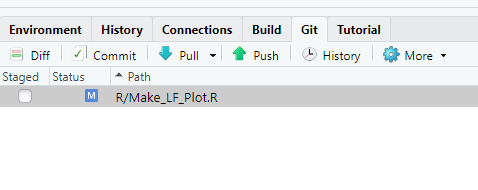 Environment History Connections Build Git Tutorial
Diff Commit Pull Push History More
Staged Status Path
M R/Make_LF_Plot.R